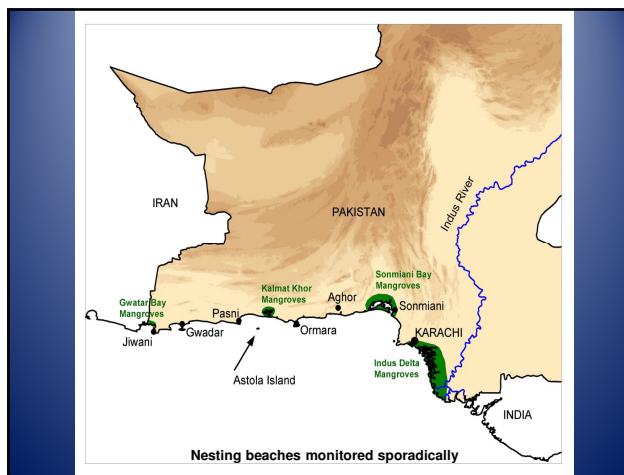 IRAN
PAKISTAN
Indus River
Gwatar Bay
Mangroves
Kalmat Khor
Mangroves
Sonmiani Bay
Mangroves
Aghor
Sonmiani
Pasni
Gwadar
Jiwani
Ormara
KARACHI
Astola Island
Indus Delta
Mangroves
INDIA
Nesting beaches monitored sporadically